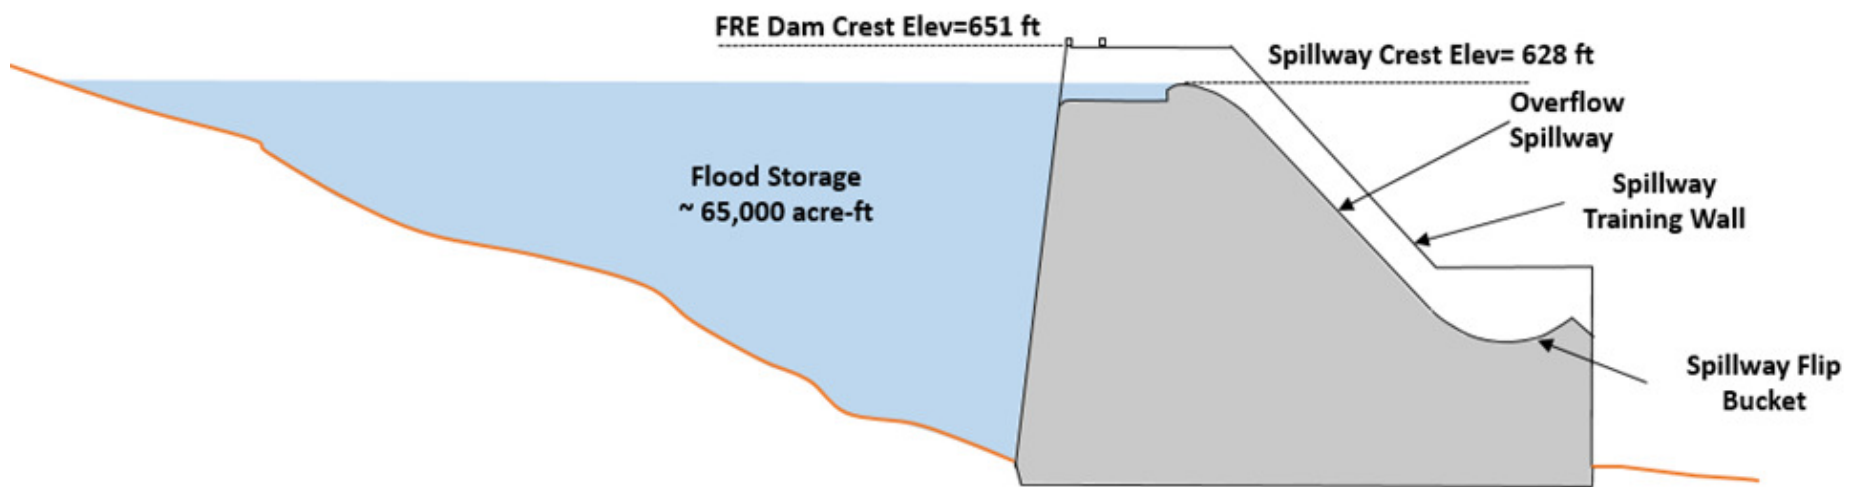 FRE Dam Crest Elev=651 ft
Spillway Crest Elev= 628 ft
Overflow
Spillway
Flood Storage
~ 65,000 acre-ft
Spillway
Training Wall
Spillway Flip
Bucket